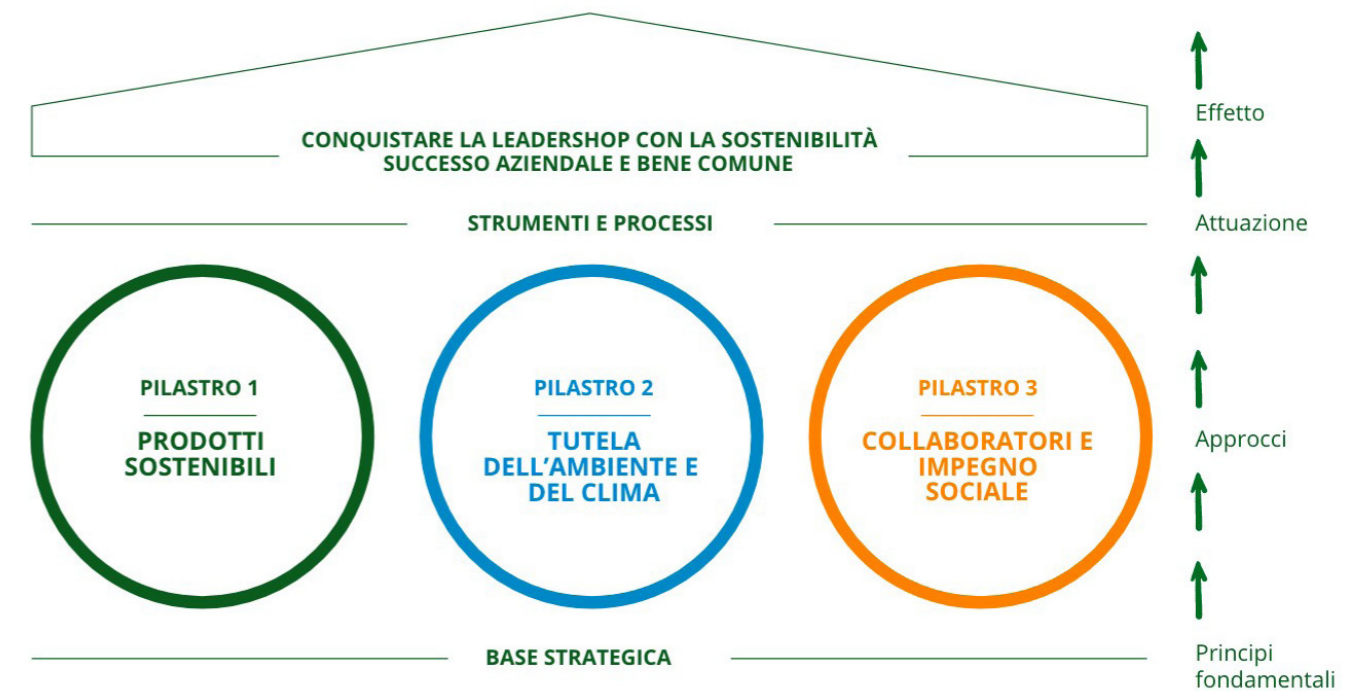 Effetto
CONQUISTARE LA LEADERSHOP CON LA SOSTENIBILITÀ
SUCCESSO AZIENDALE E BENE COMUNE
STRUMENTI E PROCESSI
Attuazione
PILASTRO 1
PRODOTTI
SOSTENIBILI
PILASTRO 2
TUTELA
DELL'AMBIENTE E
DEL CLIMA
PILASTRO 3
COLLABORATORI E
IMPEGNO
SOCIALE
Approcci
BASE STRATEGICA
Principi
fondamentali